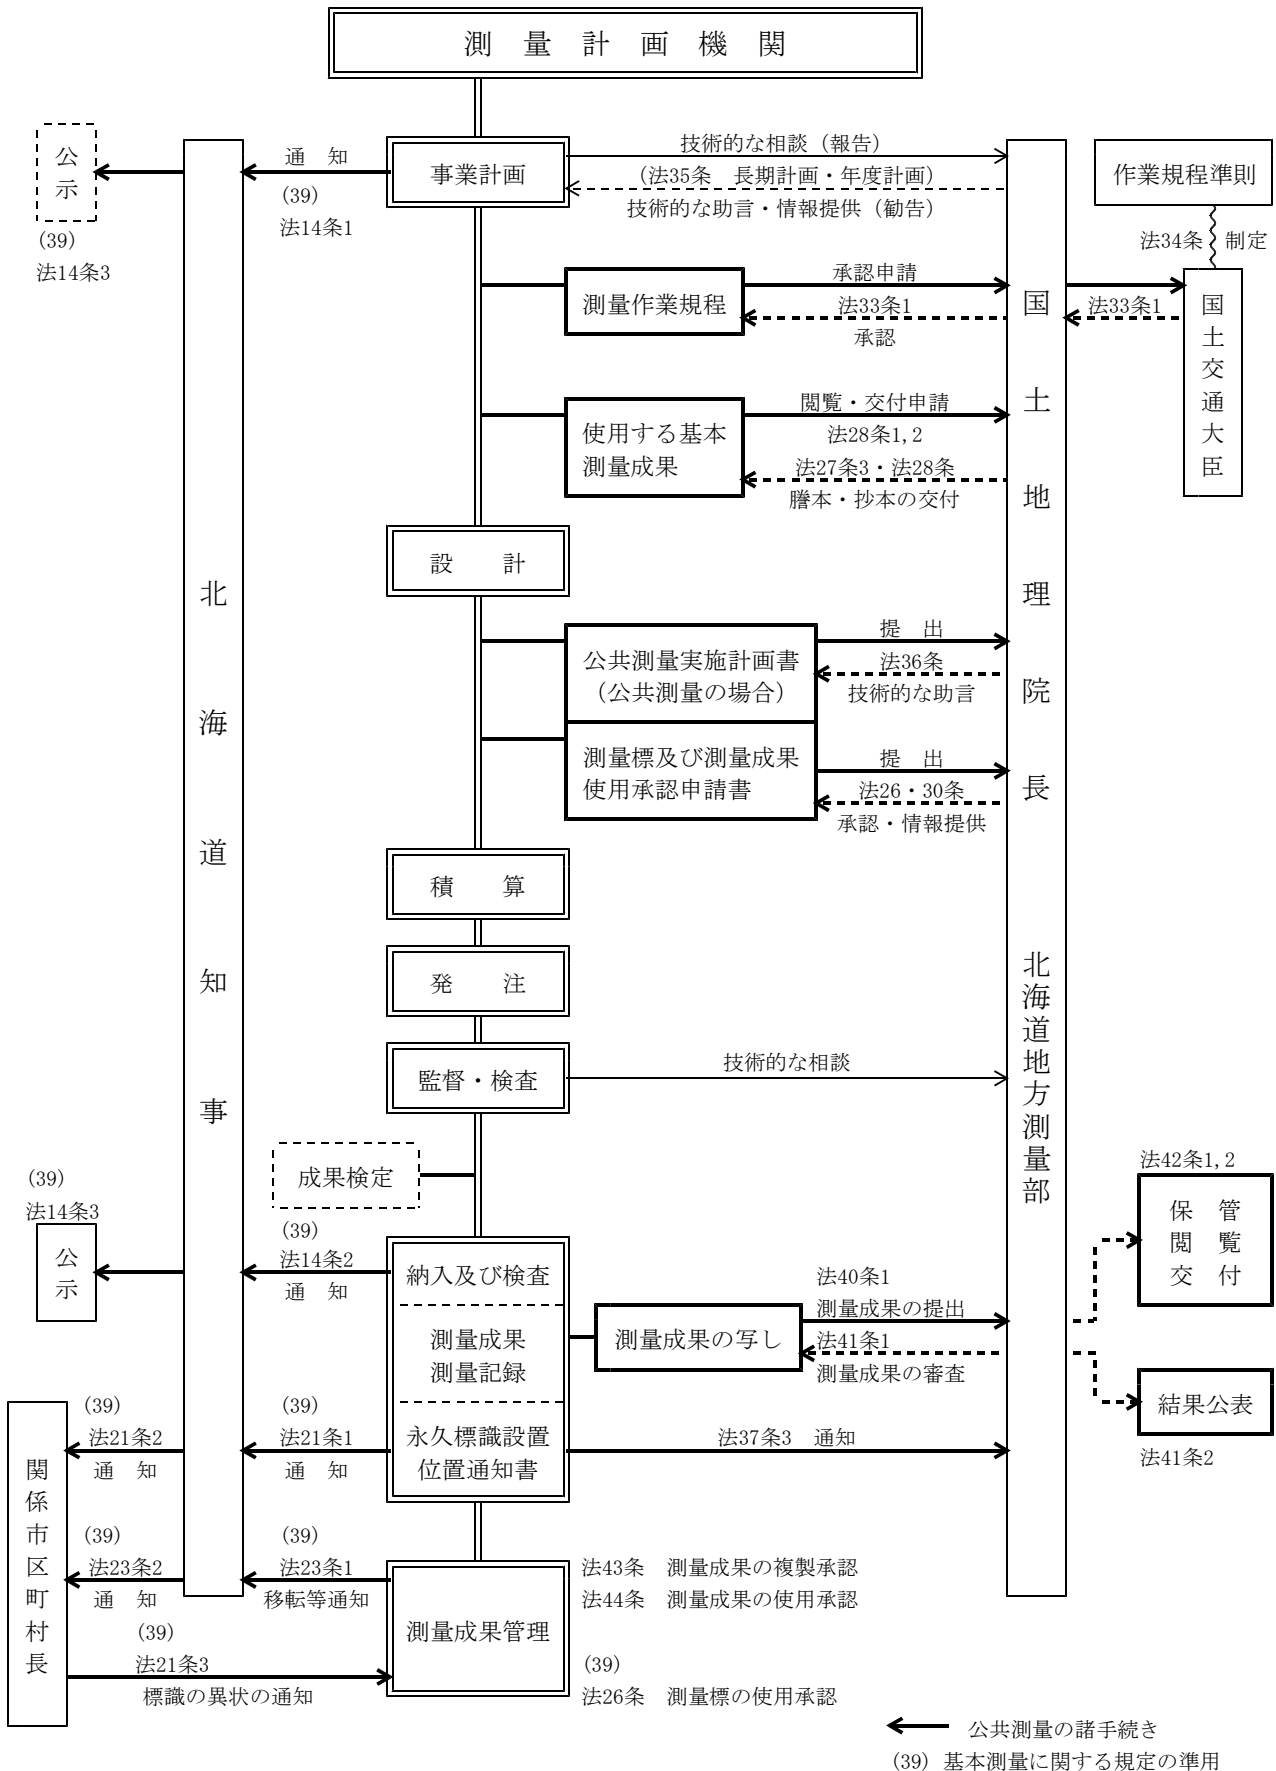 測 量 計 画 機 関
公示
(39)
法14条3
通 知
(39)
法14条1
事業計画
技術的な相談（報告）
（法35条 長期計画・年度計画）
技術的な助言・情報提供（勧告）
作業規程準則
法34条 制定
国土交通大臣
測量作業規程
承認申請
法33条1
承認
法33条1
使用する基本
測量成果
閲覧・交付申請
法28条1,2
法27条3・法28条
謄本・抄本の交付
設 計
公共測量実施計画書
（公共測量の場合）
提 出
法36条
技術的な助言
測量標及び測量成果
使用承認申請書
提 出
法26・30条
承認・情報提供
国土地理院長
北海道地方測量部
北海道知事
積 算
発 注
監督・検査
技術的な相談
成果検定
(39)
法14条3
公示
(39)
法14条2
通 知
納入及び検査
測量成果
測量記録
永久標識設置
位置通知書
測量成果の写し
法40条1
測量成果の提出
法41条1
測量成果の審査
法42条1,2
保 管
閲 覧
交 付
結果公表
法41条2
法37条3 通知
(39)
法21条2
通 知
(39)
法21条1
通 知
関係市区町村長
(39)
法23条2
通 知
(39)
法23条1
移転等通知
(39)
法21条3
標識の異状の通知
測量成果管理
法43条 測量成果の複製承認
法44条 測量成果の使用承認
(39)
法26条 測量標の使用承認
公共測量の諸手続き
(39) 基本測量に関する規定の準用